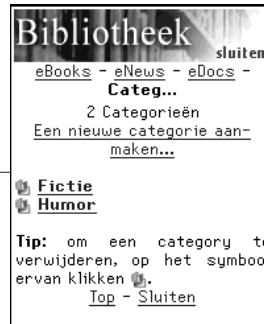 Bibliotheek
sluiten
eBooks - eNews - eDocs -
Categ...
2 Categorieën
Een nieuwe categorie aan-
maken...
Fictie
Humor
Tip: om een category te
verwijderen, op het symboo
ervan klikken .
Top - Sluiten